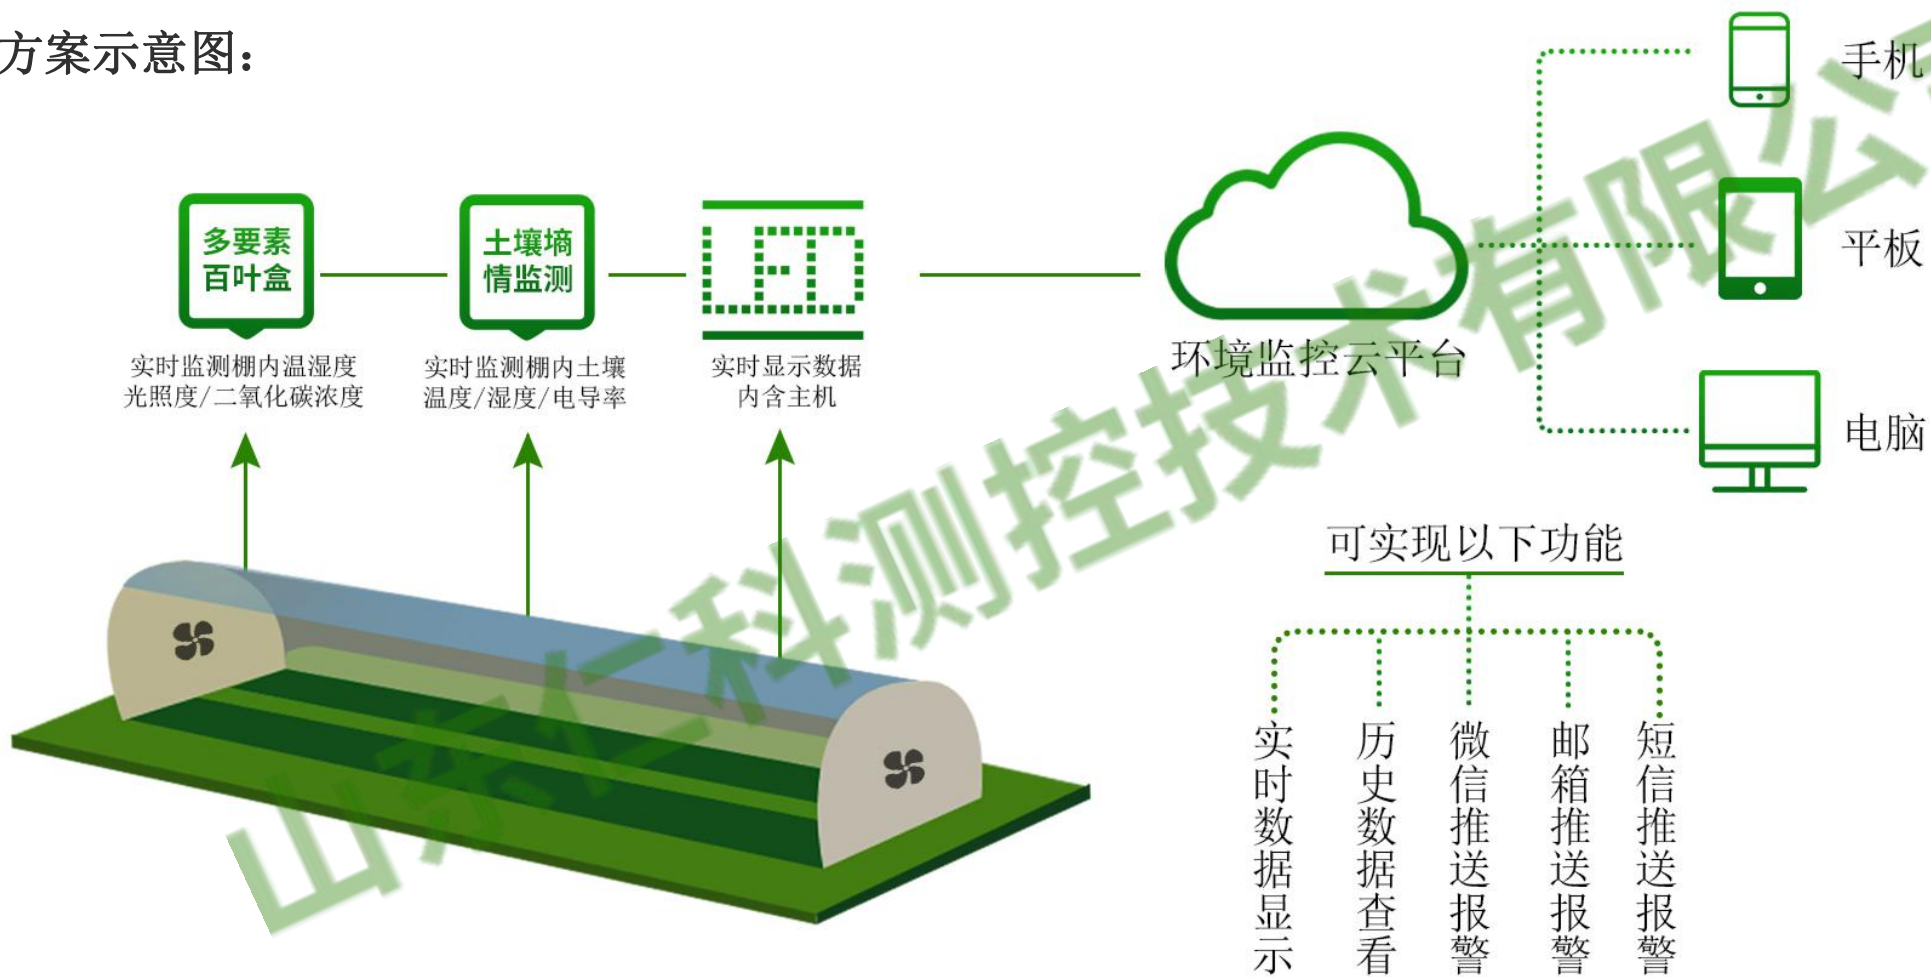 方案示意图：
多要素
百叶盒
实时监测棚内温湿度
光照度/二氧化碳浓度
土壤墒
情监测
实时监测棚内土壤
温度/湿度/电导率
LED
实时显示数据
内含主机
环境监控云平台
手机
平板
电脑
可实现以下功能
实时数据显示
历史数据查看
微信推送报警
邮箱推送报警
短信推送报警
山东仁科测控技术有限公司